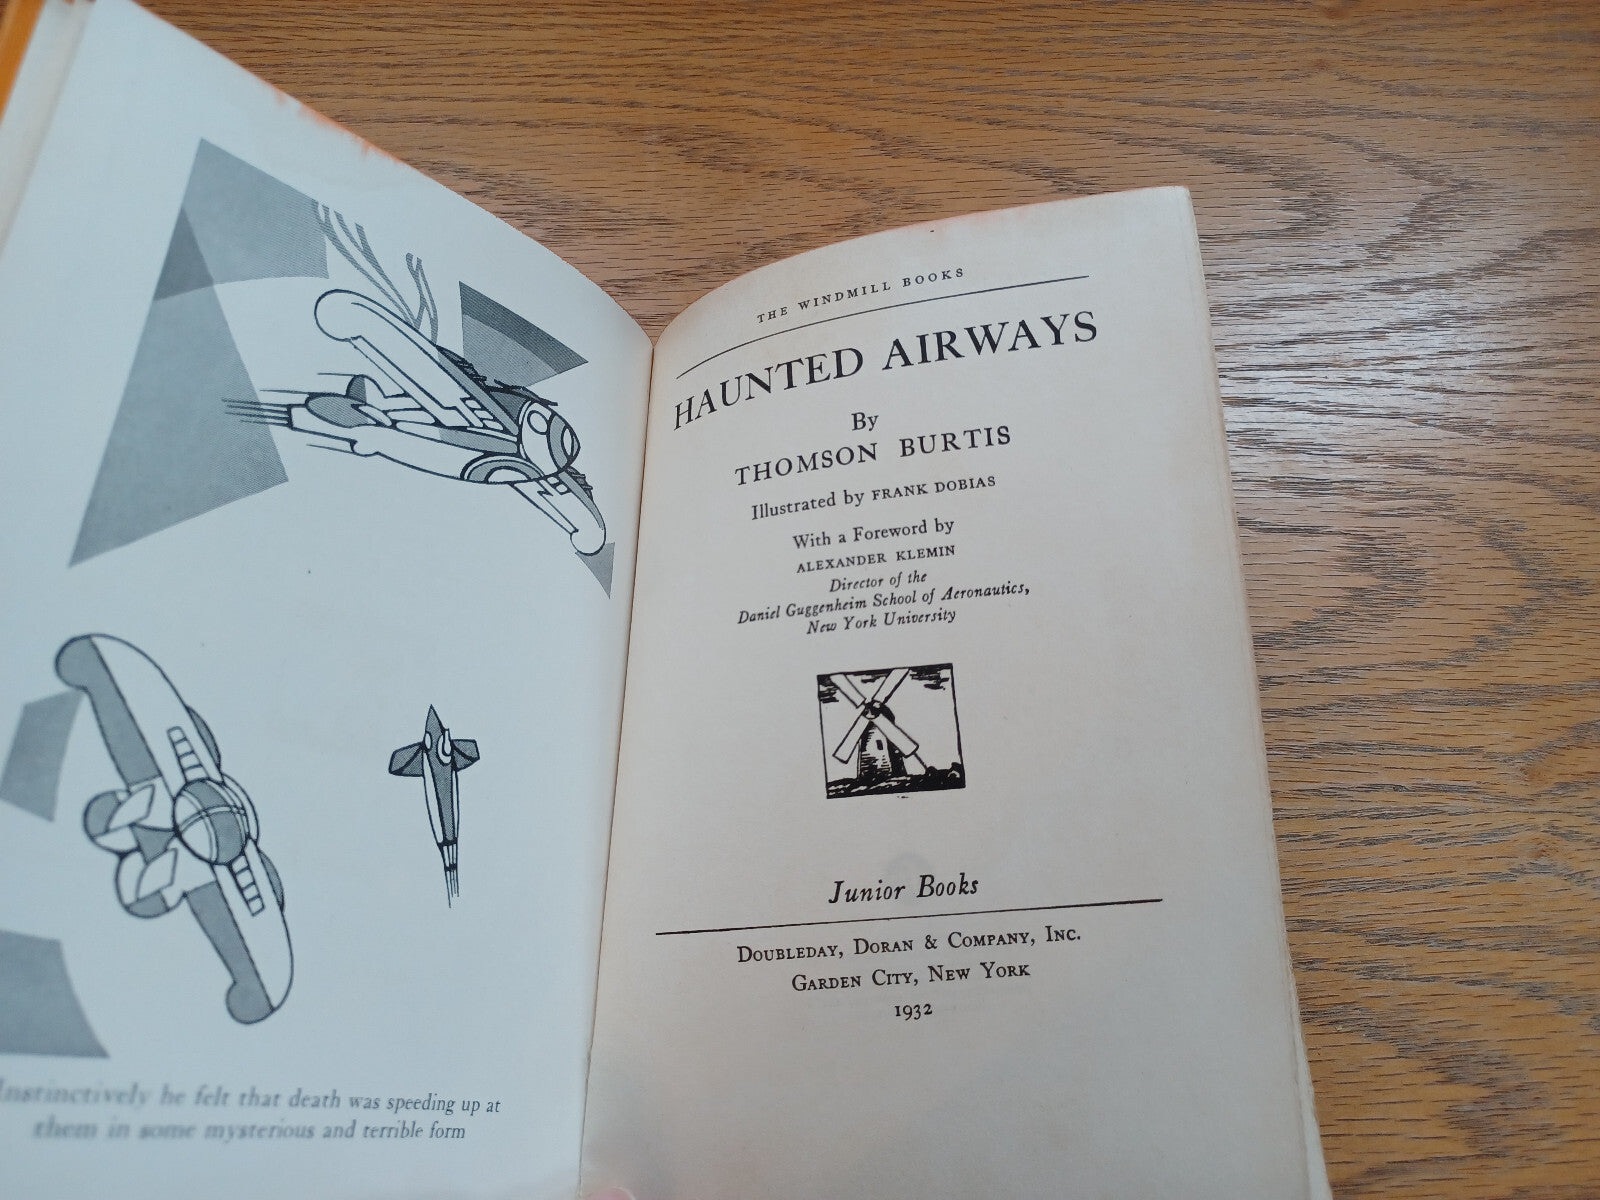 Instinctively he felt that death was speeding up at
them in some mysterious and terrible form
THE WINDMILL BOOKS
HAUNTED AIRWAYS
By
THOMSON BURTIS
Illustrated by FRANK DOBIAS
With a Foreword by
ALEXANDER KLEMIN
Director of the
Daniel Guggenheim School of Aeronautics,
New York University
Junior Books
DOUBLEDAY, DORAN & COMPANY, INC.
GARDEN CITY, NEW YORK
1932